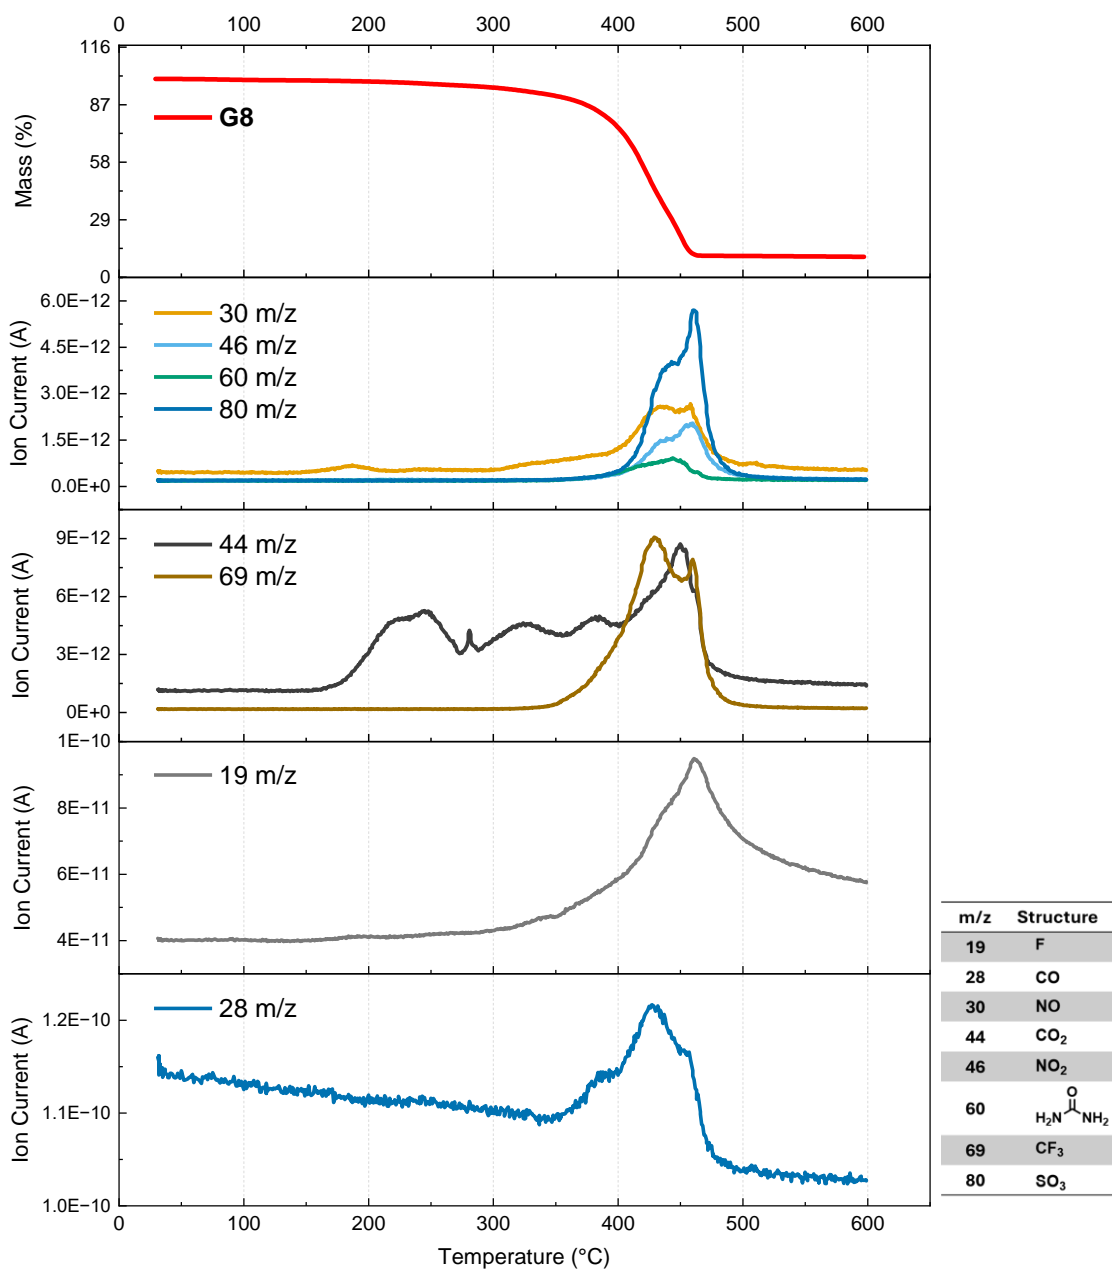 0 100 200 300 400 500 600
116
87
58
29
0
Mass (%)
G8
6.0E−12
4.5E−12
3.0E−12
1.5E−12
0.0E+0
Ion Current (A)
30 m/z
46 m/z
60 m/z
80 m/z
9E−12
6E−12
3E−12
0E+0
Ion Current (A)
44 m/z
69 m/z
1E−10
8E−11
6E−11
4E−11
Ion Current (A)
19 m/z
1.2E−10
1.1E−10
1.0E−10
Ion Current (A)
28 m/z
0 100 200 300 400 500 600
Temperature (°C)
m/z Structure
19 F
28 CO
30 NO
44 CO₂
46 NO₂
O
60 H₂N NH₂
69 CF₃
80 SO₃